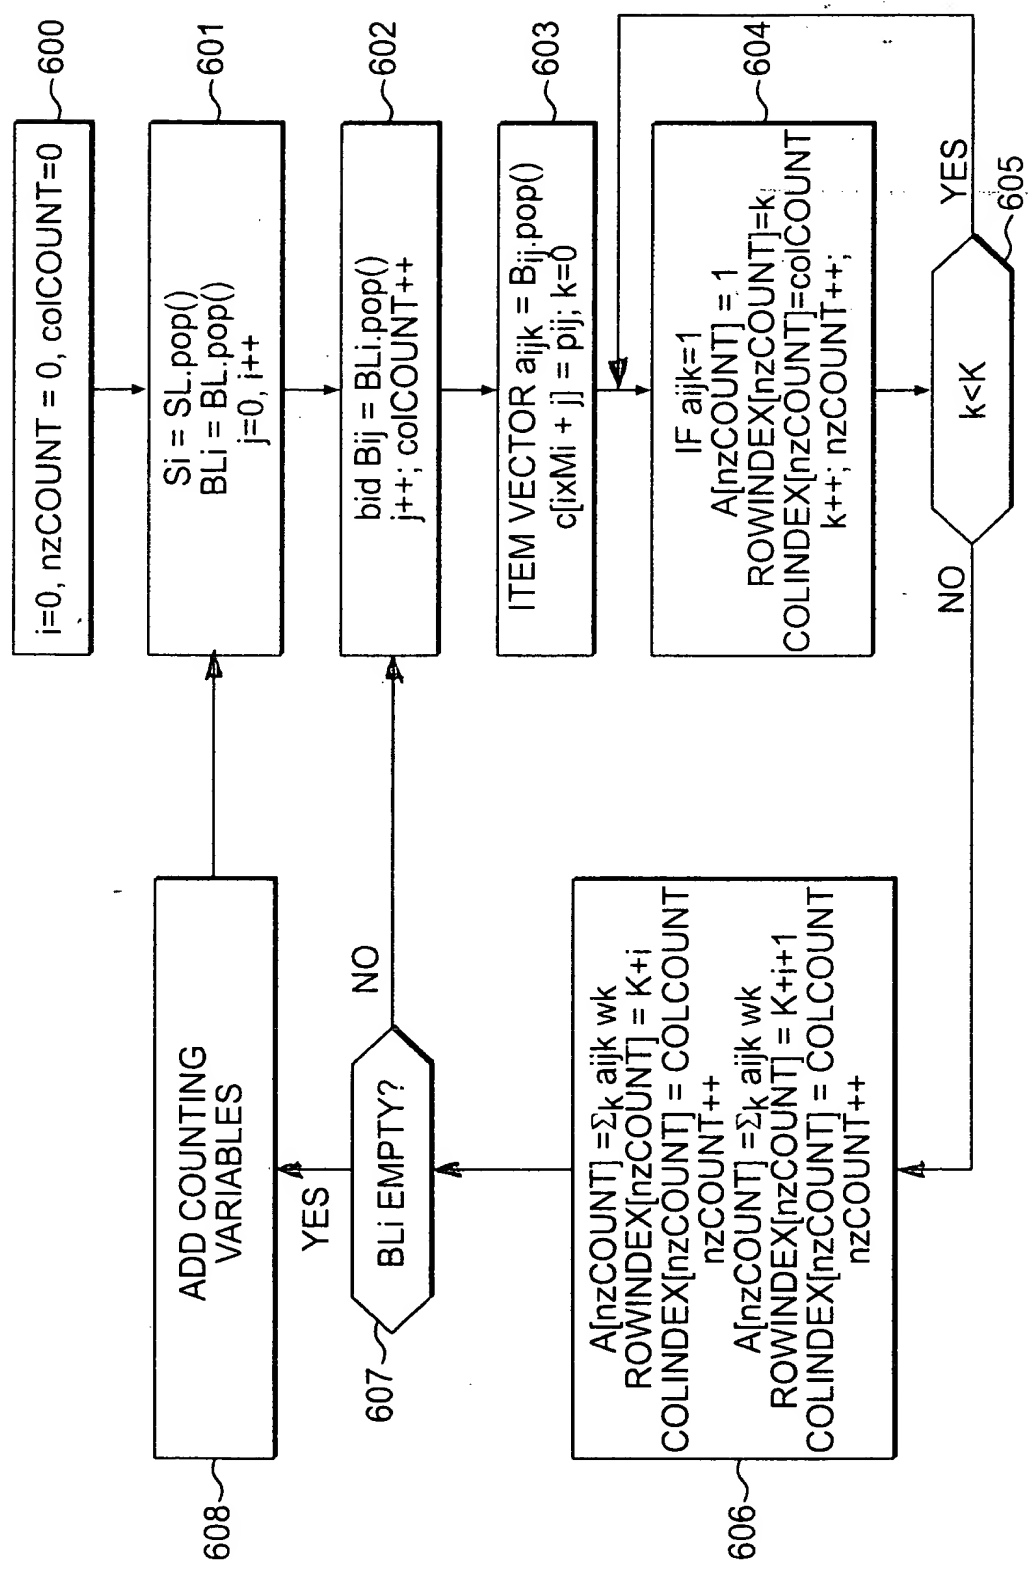 i=0, nzCOUNT = 0, colCOUNT=0
600
Si = SL.pop()
BLi = BL.pop()
j=0, i++
601
bid Bij = BLi.pop()
j++; colCOUNT++
602
ITEM VECTOR aijk = Bij.pop()
c[ixMi + j] = pij; k=0
603
IF aijk=1
A[nzCOUNT] = 1
ROWINDEX[nzCOUNT]=k
COLINDEX[nzCOUNT]=colCOUNT
k++; nzCOUNT++;
604
k<K
605
YES
NO
A[nzCOUNT] =Σk aijk wk
ROWINDEX[nzCOUNT] = K+i
COLINDEX[nzCOUNT] = COLCOUNT
nzCOUNT++
A[nzCOUNT] =Σk aijk wk
ROWINDEX[nzCOUNT] = K+i+1
COLINDEX[nzCOUNT] = COLCOUNT
nzCOUNT++
606
BLi EMPTY?
607
NO
YES
ADD COUNTING
VARIABLES
608